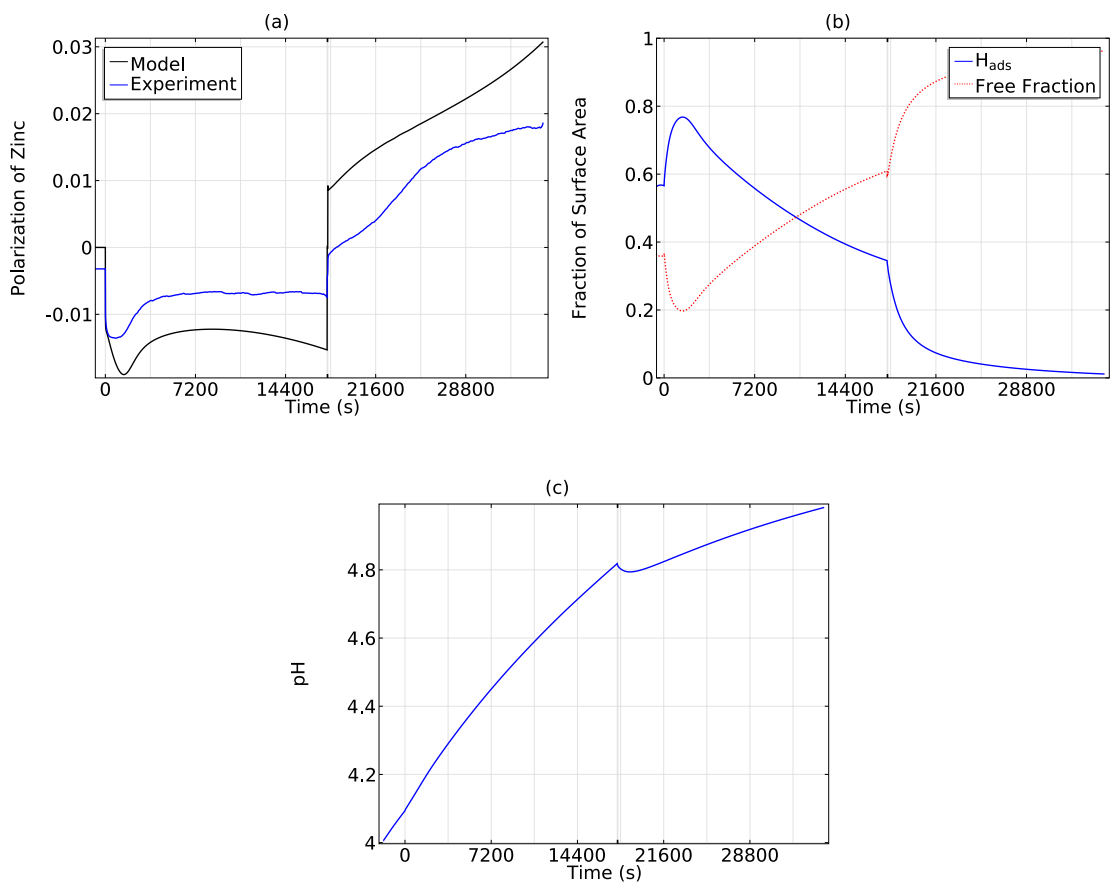 (a)
Polarization of Zinc
0.03
0.02
0.01
0
-0.01
Model
Experiment
0
7200
14400
21600
28800
Time (s)
(b)
Fraction of Surface Area
1
0.8
0.6
0.4
0.2
0
Hads
Free Fraction
0
7200
14400
21600
28800
Time (s)
(c)
pH
4.8
4.6
4.4
4.2
4
0
7200
14400
21600
28800
Time (s)